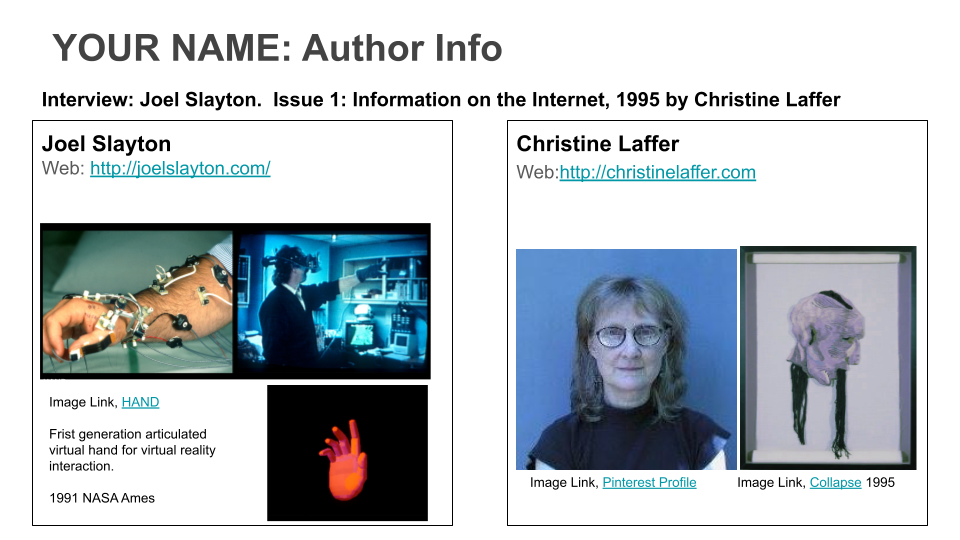 YOUR NAME: Author Info
Interview: Joel Slayton.  Issue 1: Information on the Internet, 1995 by Christine Laffer
Joel Slayton
Web: http://joelslayton.com/
Image Link, HAND
Frist generation articulated
virtual hand for virtual reality
interaction.
1991 NASA Ames
Christine Laffer
Web:http://christinelaffer.com
Image Link, Pinterest Profile
Image Link, Collapse 1995